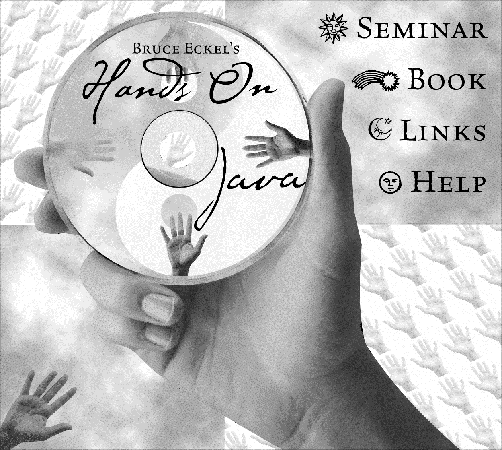 BRUCE ECKEL'S
Hands On
Java
SEMINAR
BOOK
LINKS
HELP